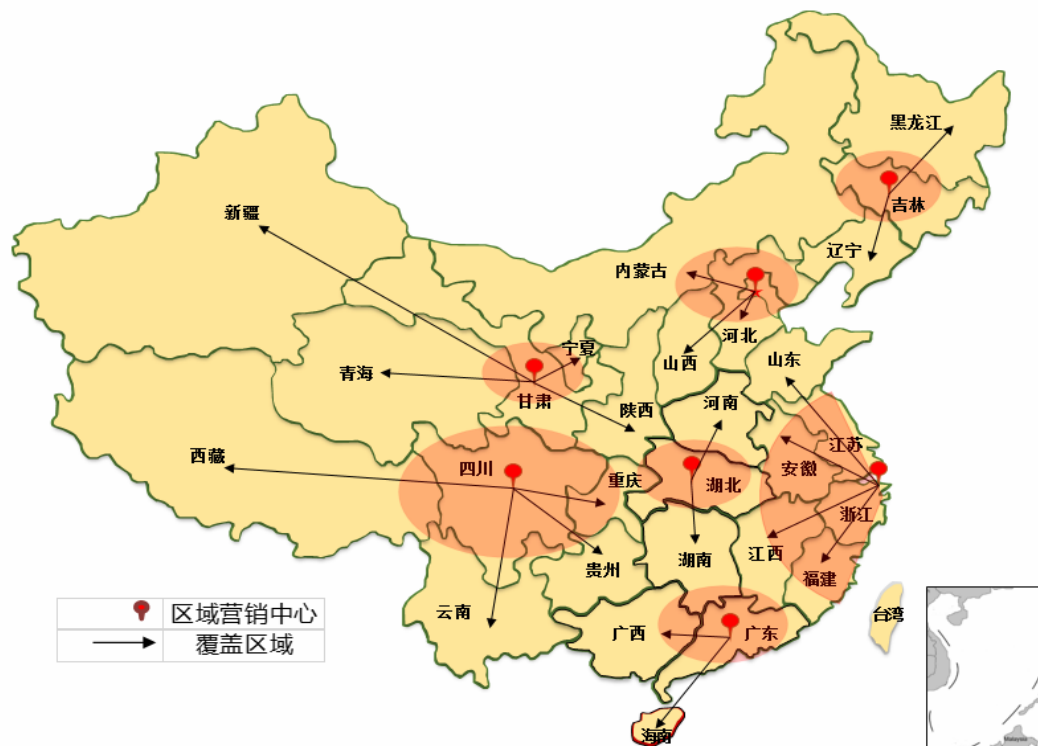 黑龙江
吉林
新疆
辽宁
内蒙古
河北
宁夏
山西
山东
青海
甘肃
陕西
河南
江苏
西藏
四川
重庆
湖北
安徽
浙江
江西
湖南
贵州
福建
云南
广西
广东
台湾
海南
区域营销中心
覆盖区域
Malaysia